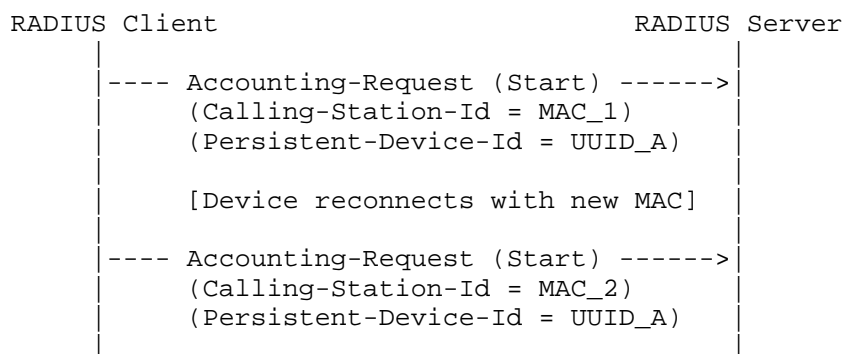 RADIUS Client                          RADIUS Server
|---- Accounting-Request (Start) ------>|
(Calling-Station-Id = MAC_1)
(Persistent-Device-Id = UUID_A)
[Device reconnects with new MAC]
|---- Accounting-Request (Start) ------>|
(Calling-Station-Id = MAC_2)
(Persistent-Device-Id = UUID_A)